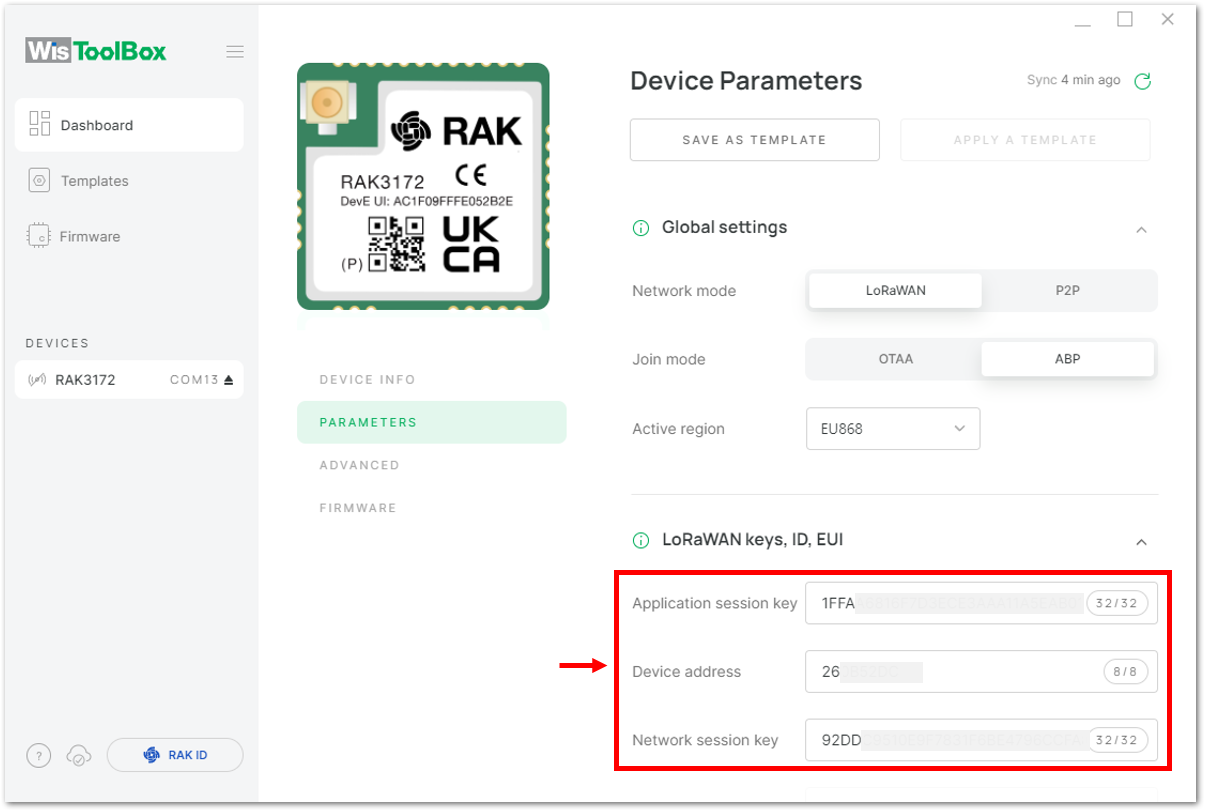 WisToolBox
Dashboard
Templates
Firmware
DEVICES
RAK3172 COM13
? RAK ID
RAK
RAK3172
DevE UI: AC1F09FFFE052B2E
UK
CA
(P)
DEVICE INFO
PARAMETERS
ADVANCED
FIRMWARE
Device Parameters
Sync 4 min ago
SAVE AS TEMPLATE
APPLY A TEMPLATE
Global settings
Network mode LoRaWAN P2P
Join mode OTAA ABP
Active region EU868
LoRaWAN keys, ID, EUI
Application session key 1FFA 32/32
Device address 26 8/8
Network session key 92DD 32/32